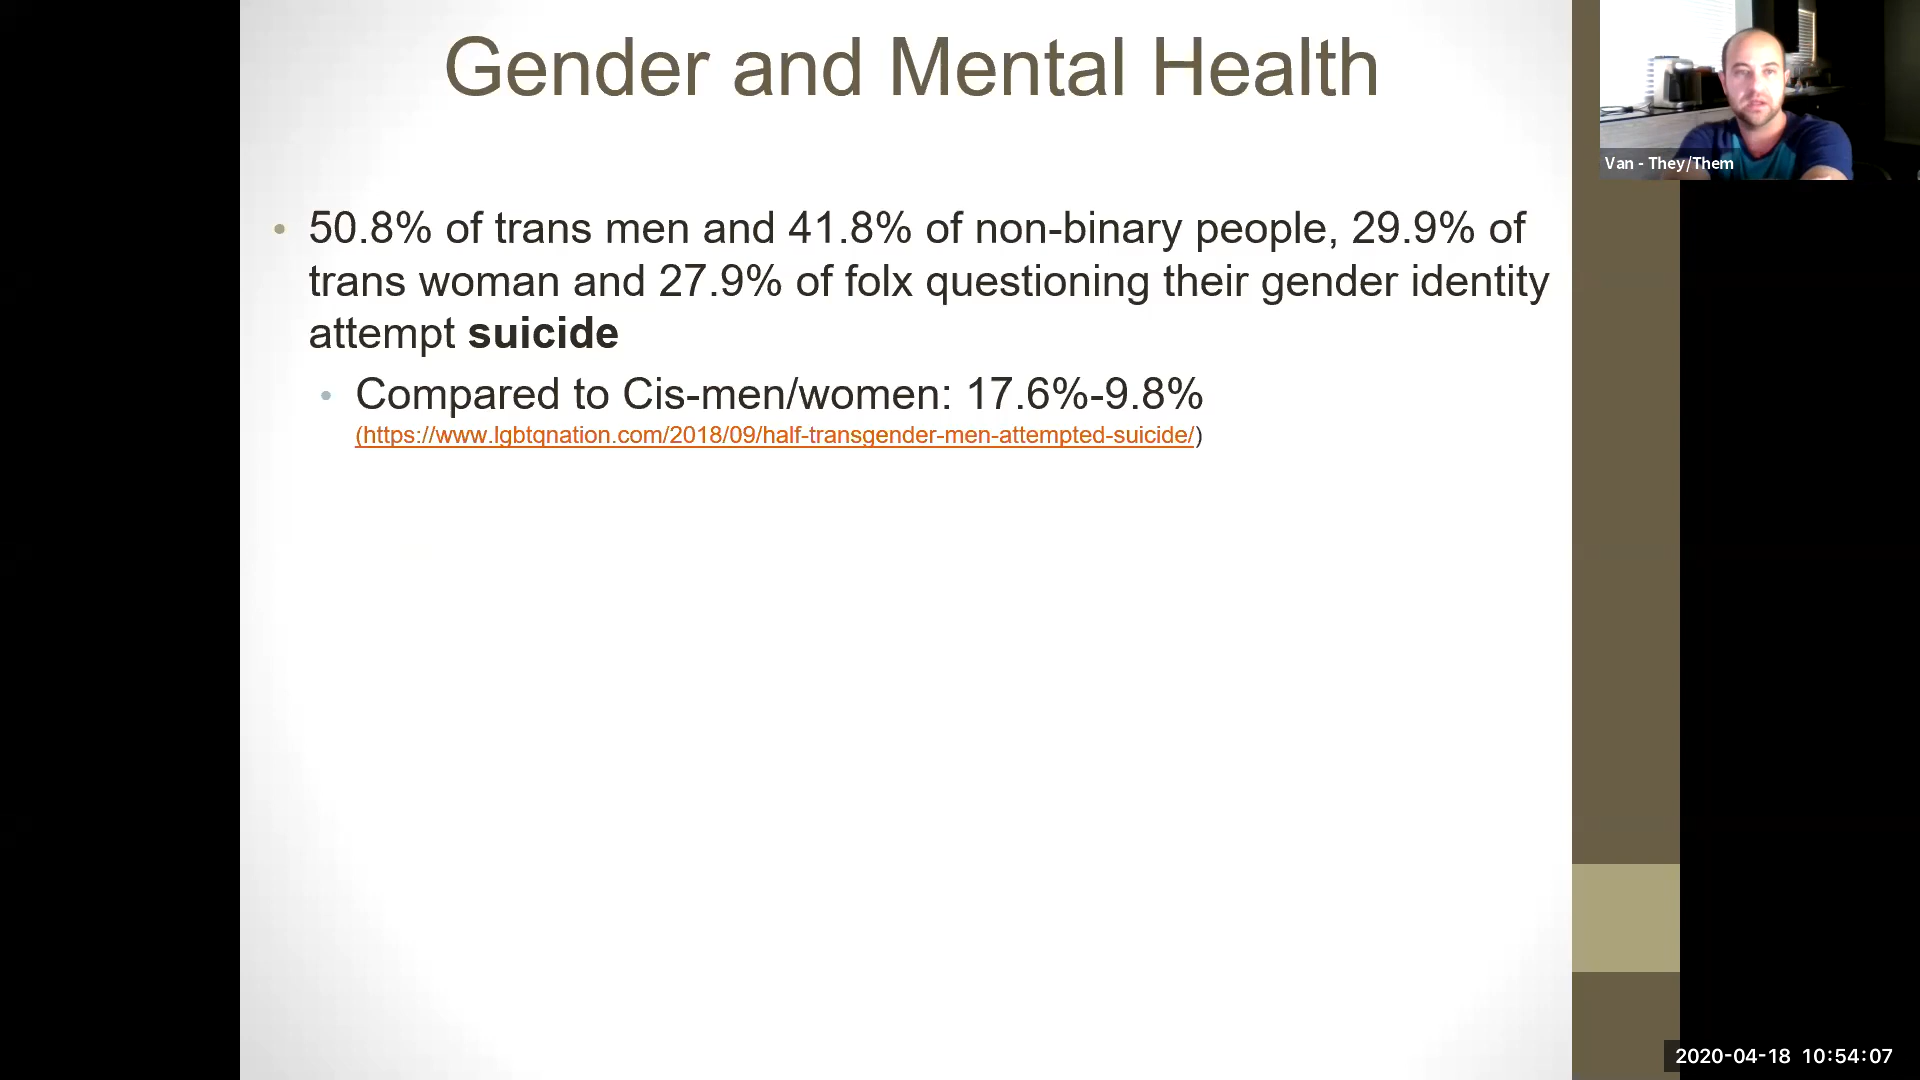 Gender and Mental Health
Van - They/Them
• 50.8% of trans men and 41.8% of non-binary people, 29.9% of
trans woman and 27.9% of folx questioning their gender identity
attempt suicide
• Compared to Cis-men/women: 17.6%-9.8%
(https://www.lgbtqnation.com/2018/09/half-transgender-men-attempted-suicide/)
2020-04-18 10:54:07